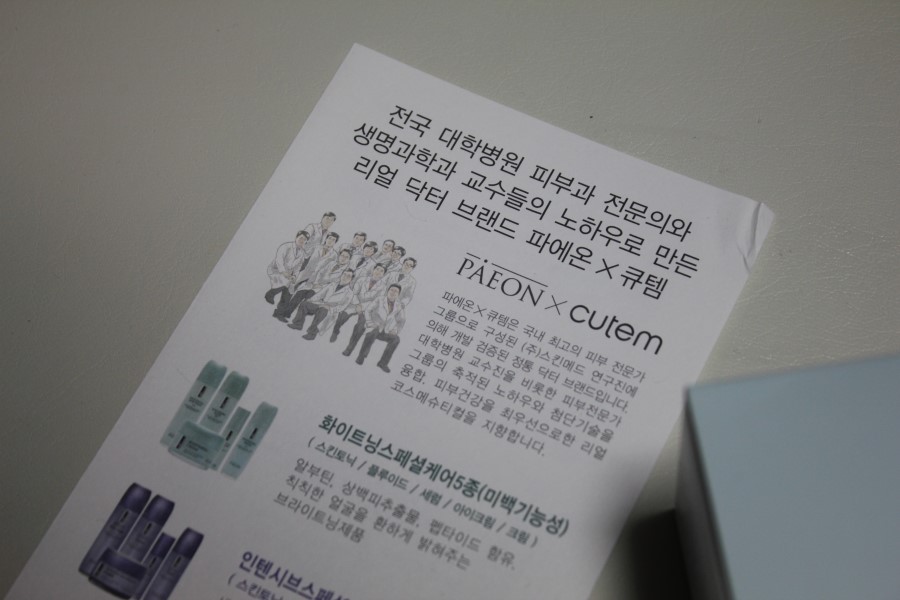 전국 대학병원 피부과 전문의와
생명과학과 교수들의 노하우로 만든
리얼 닥터 브랜드 파에온 × 큐템
PAEON × cutem
파에온×큐템은 국내 최고의 피부 전문가
그룹으로 구성된 (주)스킨메드 연구진에
의해 개발 검증된 정통 닥터 브랜드입니다.
대학병원 교수진을 비롯한 피부전문가
그룹의 축적된 노하우와 첨단기술을
융합, 피부건강을 최우선으로한 리얼
코스메슈티컬을 지향합니다.
화이트닝스페셜케어5종(미백기능성)
( 스킨토닉 / 플루이드 / 세럼 / 아이크림 / 크림 )
알부틴, 상백피추출물, 펩타이드 함유.
칙칙한 얼굴을 환하게 밝혀주는
브라이트닝제품
인텐시브스페셜
( 스킨토닉